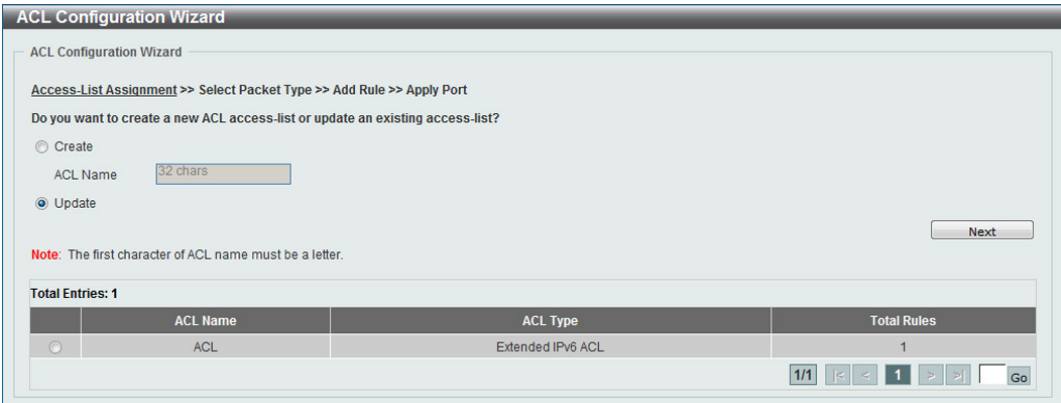 ACL Configuration Wizard
ACL Configuration Wizard
Access-List Assignment >> Select Packet Type >> Add Rule >> Apply Port
Do you want to create a new ACL access-list or update an existing access-list?
Create
ACL Name 32 chars
Update
Next
Note: The first character of ACL name must be a letter.
Total Entries: 1
ACL Name ACL Type Total Rules
ACL Extended IPv6 ACL 1
1/1 |< < 1 > >| Go